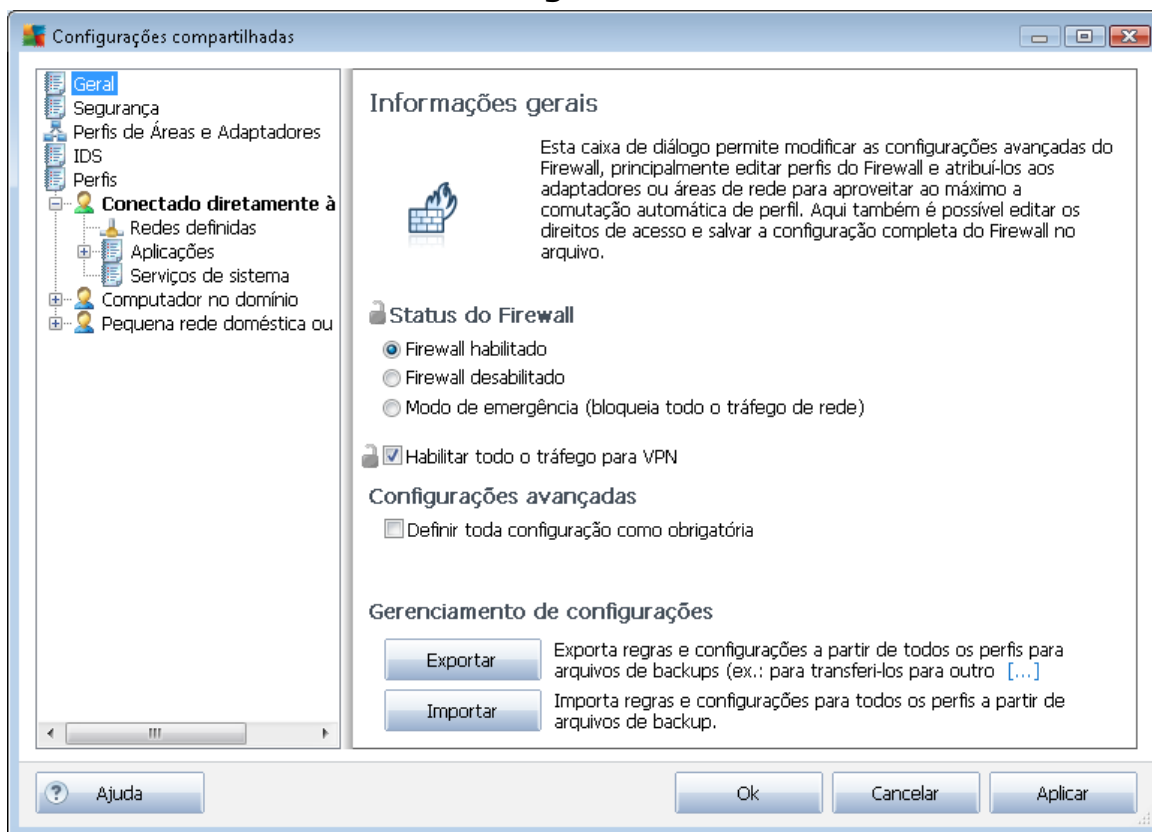 Configurações compartilhadas
Geral
Segurança
Perfis de Áreas e Adaptadores
IDS
Perfis
Conectado diretamente à
Redes definidas
Aplicações
Serviços de sistema
Computador no domínio
Pequena rede doméstica ou
Informações gerais
Esta caixa de diálogo permite modificar as configurações avançadas do
Firewall, principalmente editar perfis do Firewall e atribuí-los aos
adaptadores ou áreas de rede para aproveitar ao máximo a
comutação automática de perfil. Aqui também é possível editar os
direitos de acesso e salvar a configuração completa do Firewall no
arquivo.
Status do Firewall
Firewall habilitado
Firewall desabilitado
Modo de emergência (bloqueia todo o tráfego de rede)
Habilitar todo o tráfego para VPN
Configurações avançadas
Definir toda configuração como obrigatória
Gerenciamento de configurações
Exportar
Exporta regras e configurações a partir de todos os perfis para
arquivos de backups (ex.: para transferi-los para outro [...]
Importar
Importa regras e configurações para todos os perfis a partir de
arquivos de backup.
Ajuda
Ok
Cancelar
Aplicar